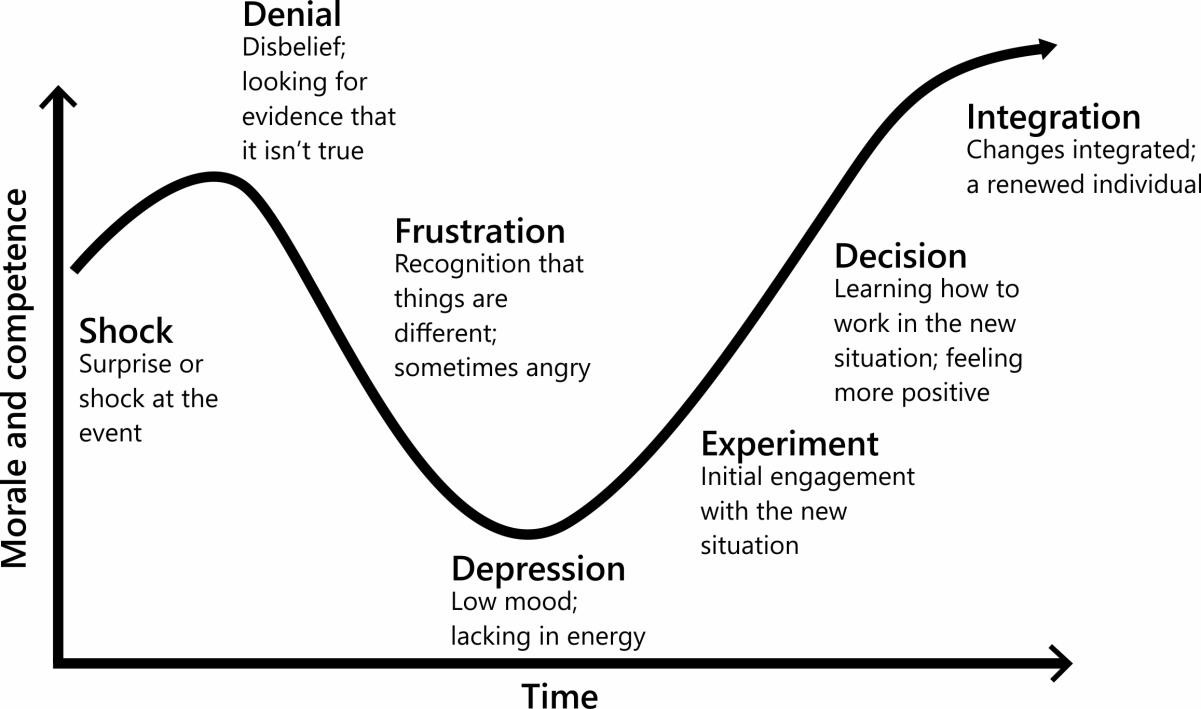 Denial
Disbelief;
looking for
evidence that
it isn’t true
Morale and competence
Shock
Surprise or
shock at the
event
Frustration
Recognition that
things are
different;
sometimes angry
Depression
Low mood;
lacking in energy
Experiment
Initial engagement
with the new
situation
Decision
Learning how to
work in the new
situation; feeling
more positive
Integration
Changes integrated;
a renewed individual
Time